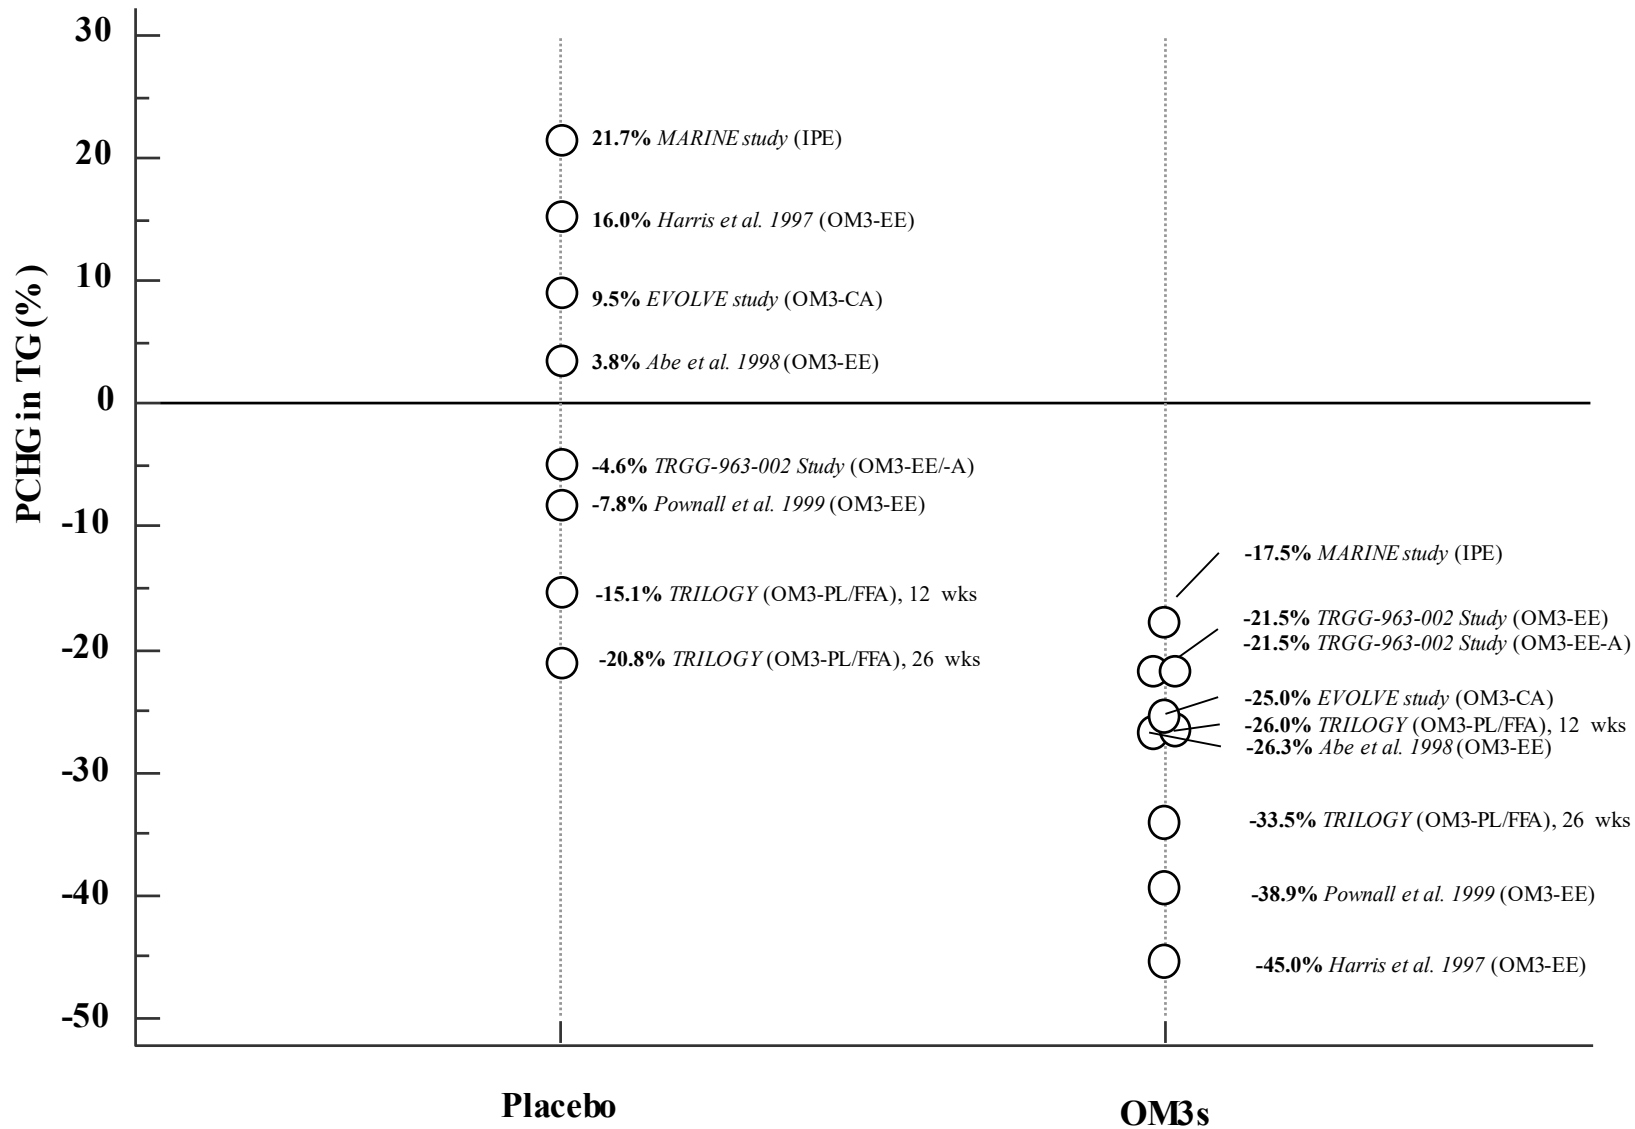 PCHG in TG (%)
30
20
10
0
-10
-20
-30
-40
-50
21.7% MARINE study (IPE)
16.0% Harris et al. 1997 (OM3-EE)
9.5% EVOLVE study (OM3-CA)
3.8% Abe et al. 1998 (OM3-EE)
-4.6% TRGG-963-002 Study (OM3-EE/-A)
-7.8% Pownall et al. 1999 (OM3-EE)
-15.1% TRILOGY (OM3-PL/FFA), 12 wks
-20.8% TRILOGY (OM3-PL/FFA), 26 wks
-17.5% MARINE study (IPE)
-21.5% TRGG-963-002 Study (OM3-EE)
-21.5% TRGG-963-002 Study (OM3-EE-A)
-25.0% EVOLVE study (OM3-CA)
-26.0% TRILOGY (OM3-PL/FFA), 12 wks
-26.3% Abe et al. 1998 (OM3-EE)
-33.5% TRILOGY (OM3-PL/FFA), 26 wks
-38.9% Pownall et al. 1999 (OM3-EE)
-45.0% Harris et al. 1997 (OM3-EE)
Placebo
OM3s